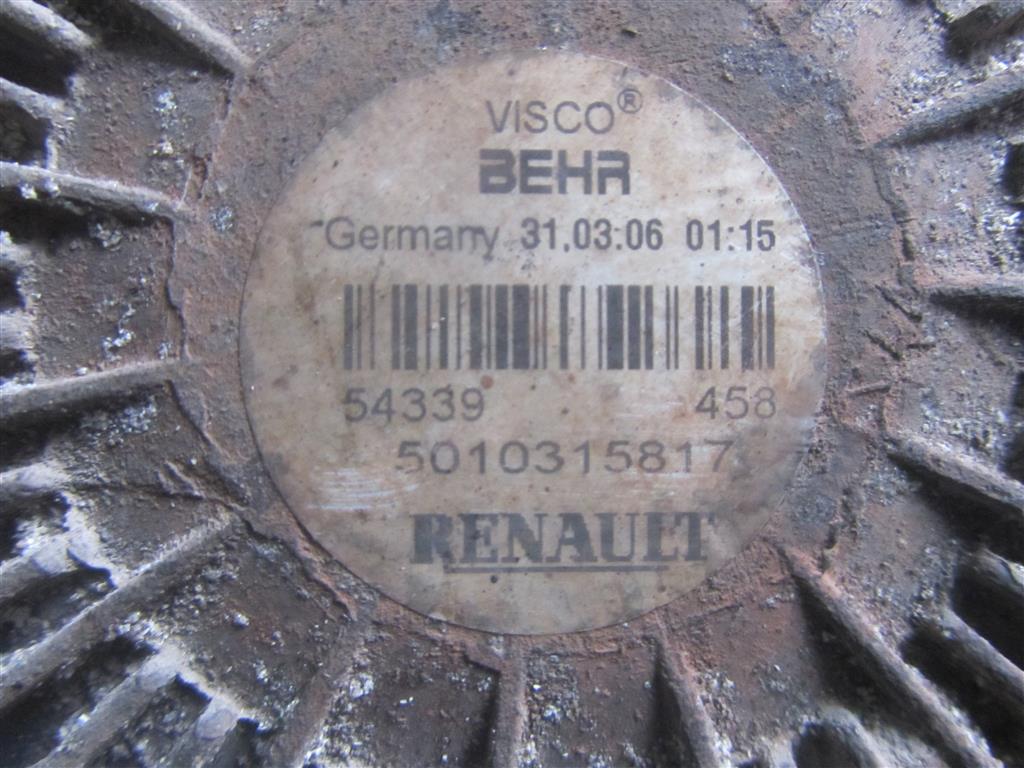 VISCO®
BEHR
Germany 31.03.06 01:15
54339 458
5010315817
RENAULT